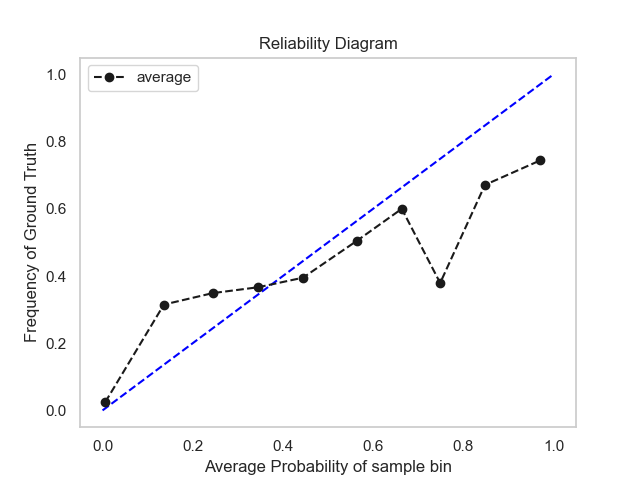 Reliability Diagram
average
Frequency of Ground Truth
1.0
0.8
0.6
0.4
0.2
0.0
0.0 0.2 0.4 0.6 0.8 1.0
Average Probability of sample bin